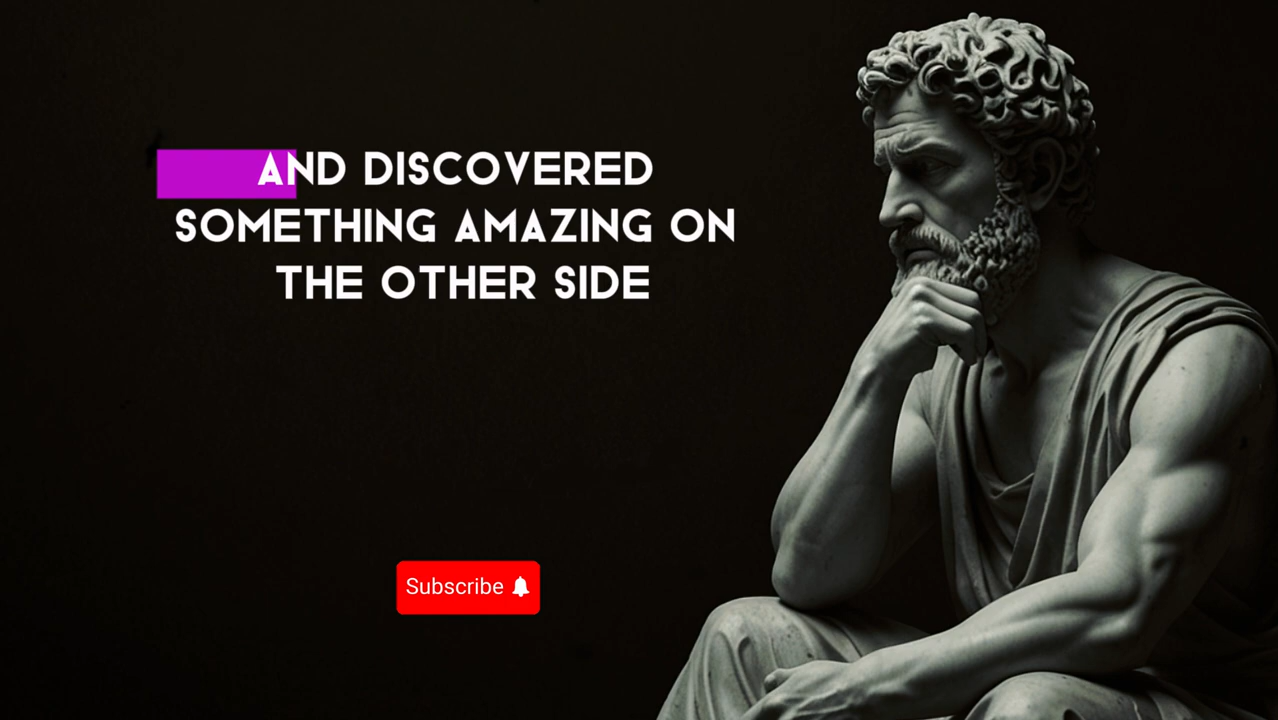 AND DISCOVERED
SOMETHING AMAZING ON
THE OTHER SIDE
Subscribe